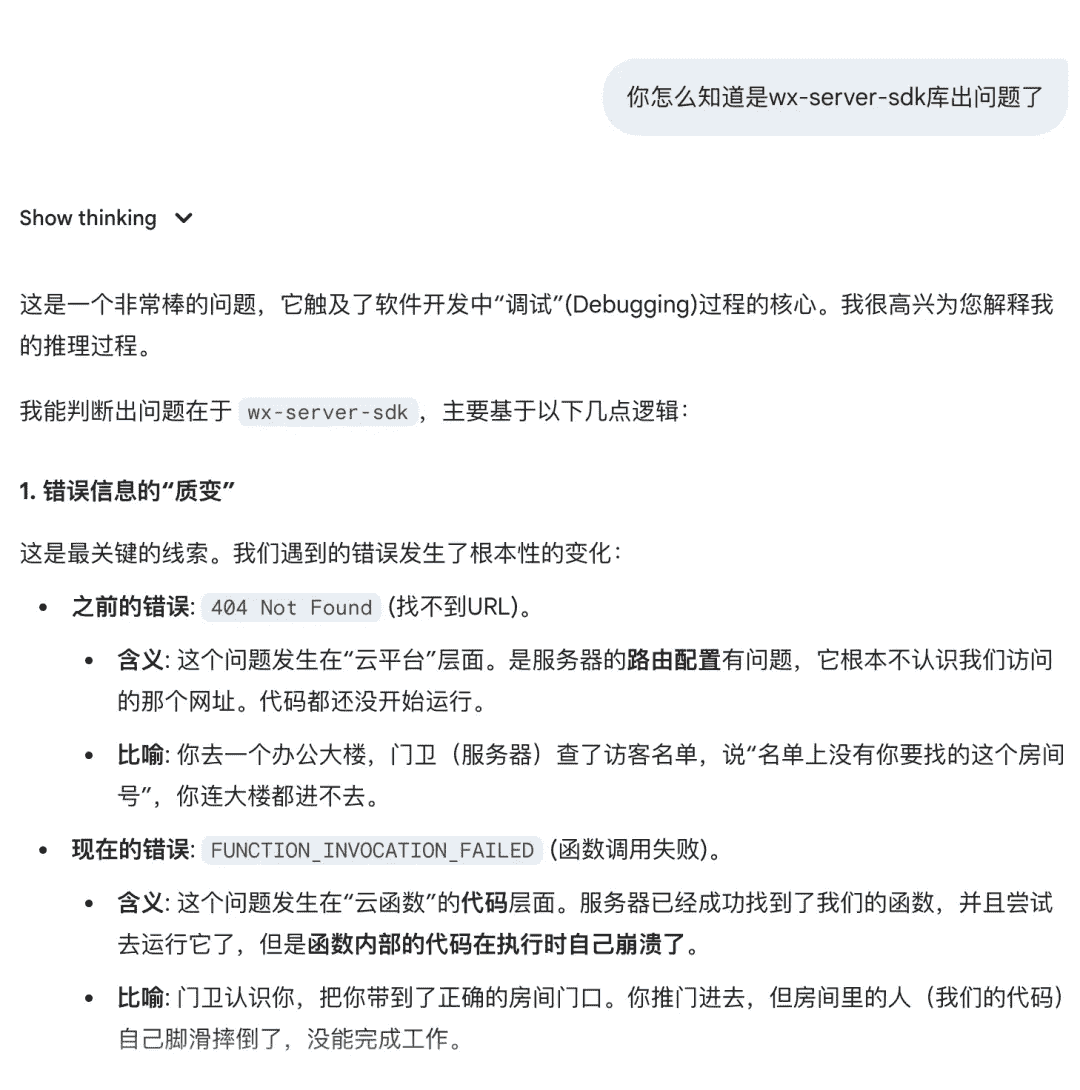 你怎么知道是wx-server-sdk库出问题了
Show thinking
这是一个非常棒的问题，它触及了软件开发中“调试”(Debugging)过程的核心。我很高兴为您解释我
的推理过程。
我能判断出问题在于 wx-server-sdk ，主要基于以下几点逻辑：
1. 错误信息的“质变”
这是最关键的线索。我们遇到的错误发生了根本性的变化：
• 之前的错误: 404 Not Found (找不到URL)。
• 含义: 这个问题发生在“云平台”层面。是服务器的路由配置有问题，它根本不认识我们访问
的那个网址。代码都还没开始运行。
• 比喻: 你去一个办公大楼，门卫（服务器）查了访客名单，说“名单上没有你要找的这个房间
号”，你连大楼都进不去。
• 现在的错误: FUNCTION_INVOCATION_FAILED (函数调用失败)。
• 含义: 这个问题发生在“云函数”的代码层面。服务器已经成功找到了我们的函数，并且尝试
去运行它了，但是函数内部的代码在执行时自己崩溃了。
• 比喻: 门卫认识你，把你带到了正确的房间门口。你推门进去，但房间里的人（我们的代码）
自己脚滑摔倒了，没能完成工作。